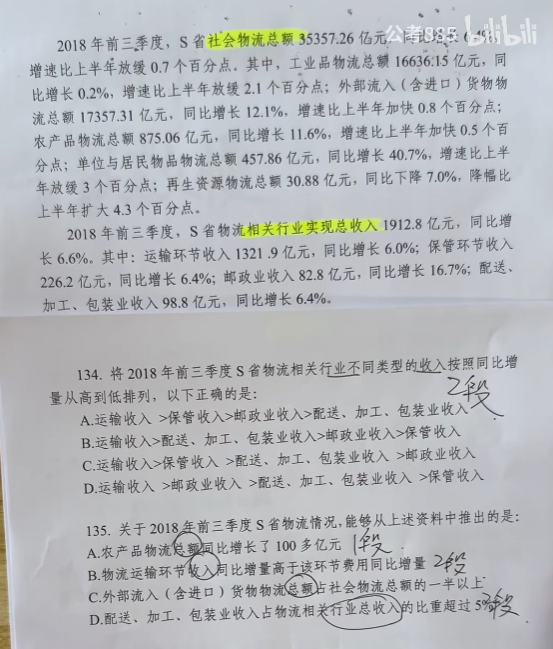 公考885 bilibili
2018 年前三季度，S 省社会物流总额 35357.26 亿元
增速比上半年放缓 0.7 个百分点。其中，工业品物流总额 16636.15 亿元，同
比增长 0.2%，增速比上半年放缓 2.1 个百分点；外部流入（含进口）货物物
流总额 17357.31 亿元，同比增长 12.1%，增速比上半年加快 0.8 个百分点；
农产品物流总额 875.06 亿元，同比增长 11.6%，增速比上半年加快 0.5 个百
分点；单位与居民物品物流总额 457.86 亿元，同比增长 40.7%，增速比上半
年放缓 3 个百分点；再生资源物流总额 30.88 亿元，同比下降 7.0%，降幅比
上半年扩大 4.3 个百分点。
2018 年前三季度，S 省物流相关行业实现总收入 1912.8 亿元，同比增
长 6.6%。其中：运输环节收入 1321 .9 亿元，同比增长 6.0%；保管环节收入
226.2 亿元，同比增长 6.4%；邮政业收入 82.8 亿元，同比增长 16.7%；配送、
加工、包装业收入 98.8 亿元，同比增长 6.4%。
134. 将 2018 年前三季度 S 省物流相关行业不同类型的收入按照同比增
量从高到低排列，以下正确的是：
2段
A.运输收入 >保管收入>邮政业收入>配送、加工、包装业收入
B.运输收入>配送、加工、包装业收入>邮政业收入>保管收入
C.运输收入>保管收入 >配送、加工、包装业收入 >邮政业收入
D.运输收入 >邮政业收入 >配送、加工、包装业收入 >保管收入
135. 关于 2018 年前三季度 S 省物流情况，能够从上述资料中推出的是：
A.农产品物流总额同比增长了 100 多亿元 1段
B.物流运输环节收入同比增量高于该环节费用同比增量 2段
C.外部流入（含进口）货物物流总额占社会物流总额的一半以上
D.配送、加工、包装业收入占物流相关行业总收入的比重超过 5%